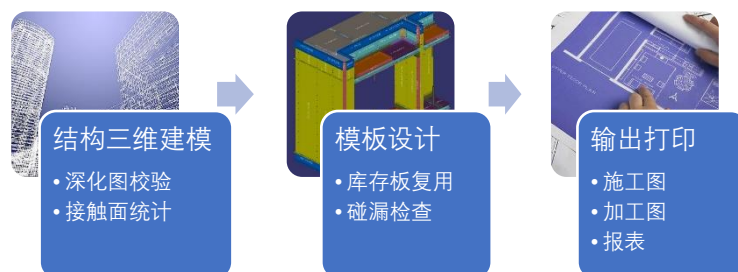 结构三维建模
• 深化图校验
• 接触面统计
模板设计
• 库存板复用
• 碰漏检查
输出打印
• 施工图
• 加工图
• 报表